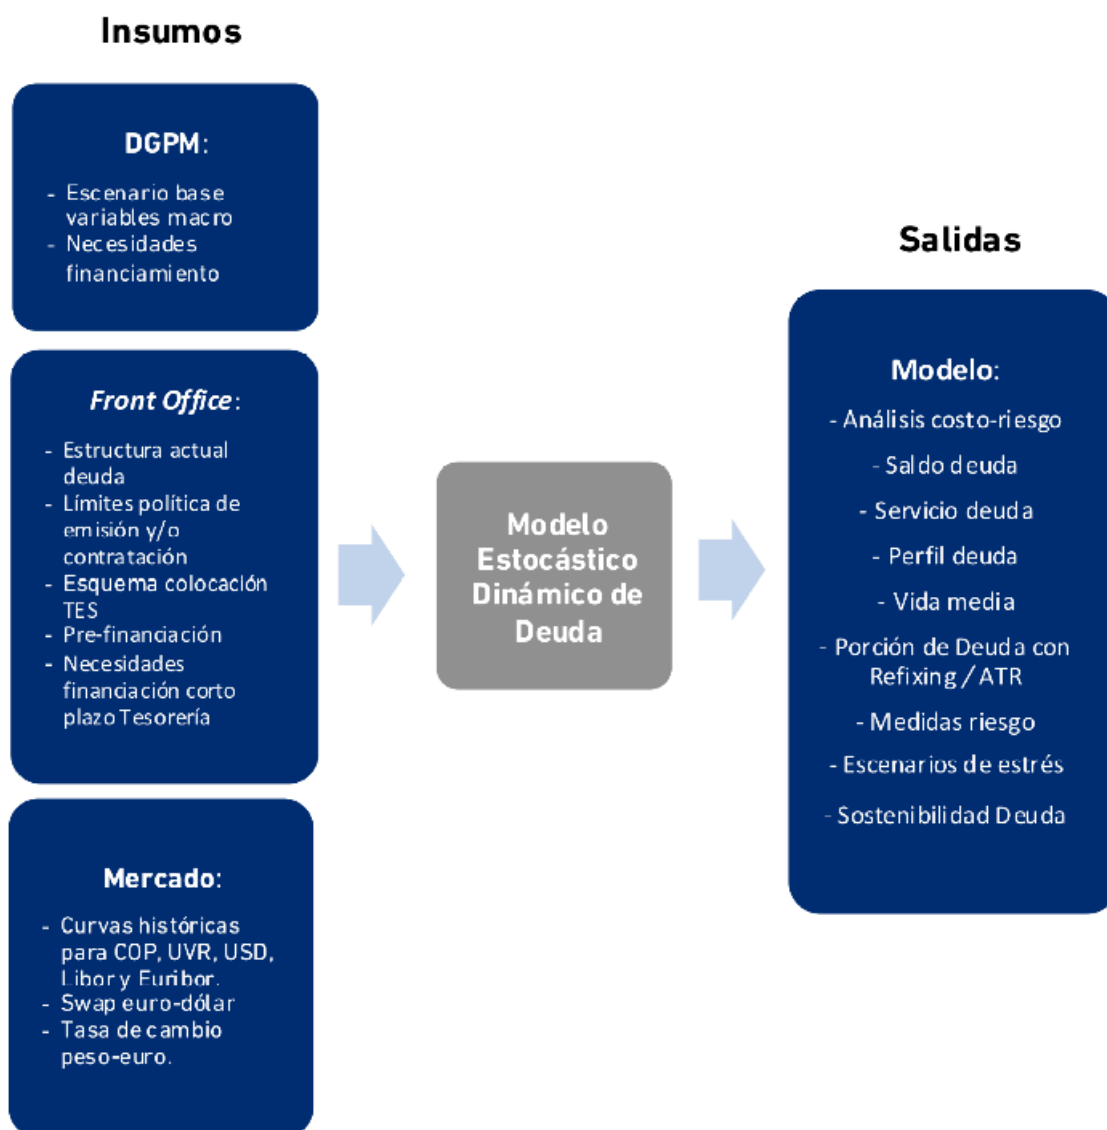 Insumos
DGPM:
- Escenario base
variables macro
- Necesidades
financiamiento
Front Office:
- Estructura actual
deuda
- Límites política de
emisión y/o
contratación
- Esquema colocación
TES
- Pre-financiación
- Necesidades
financiación corto
plazo Tesorería
Mercado:
- Curvas históricas
para COP, UVR, USD,
Libor y Euribor.
- Swap euro-dólar
- Tasa de cambio
peso-euro.
Modelo
Estocástico
Dinámico de
Deuda
Salidas
Modelo:
- Análisis costo-riesgo
- Saldo deuda
- Servicio deuda
- Perfil deuda
- Vida media
- Porción de Deuda con
Refixing / ATR
- Medidas riesgo
- Escenarios de estrés
- Sostenibilidad Deuda